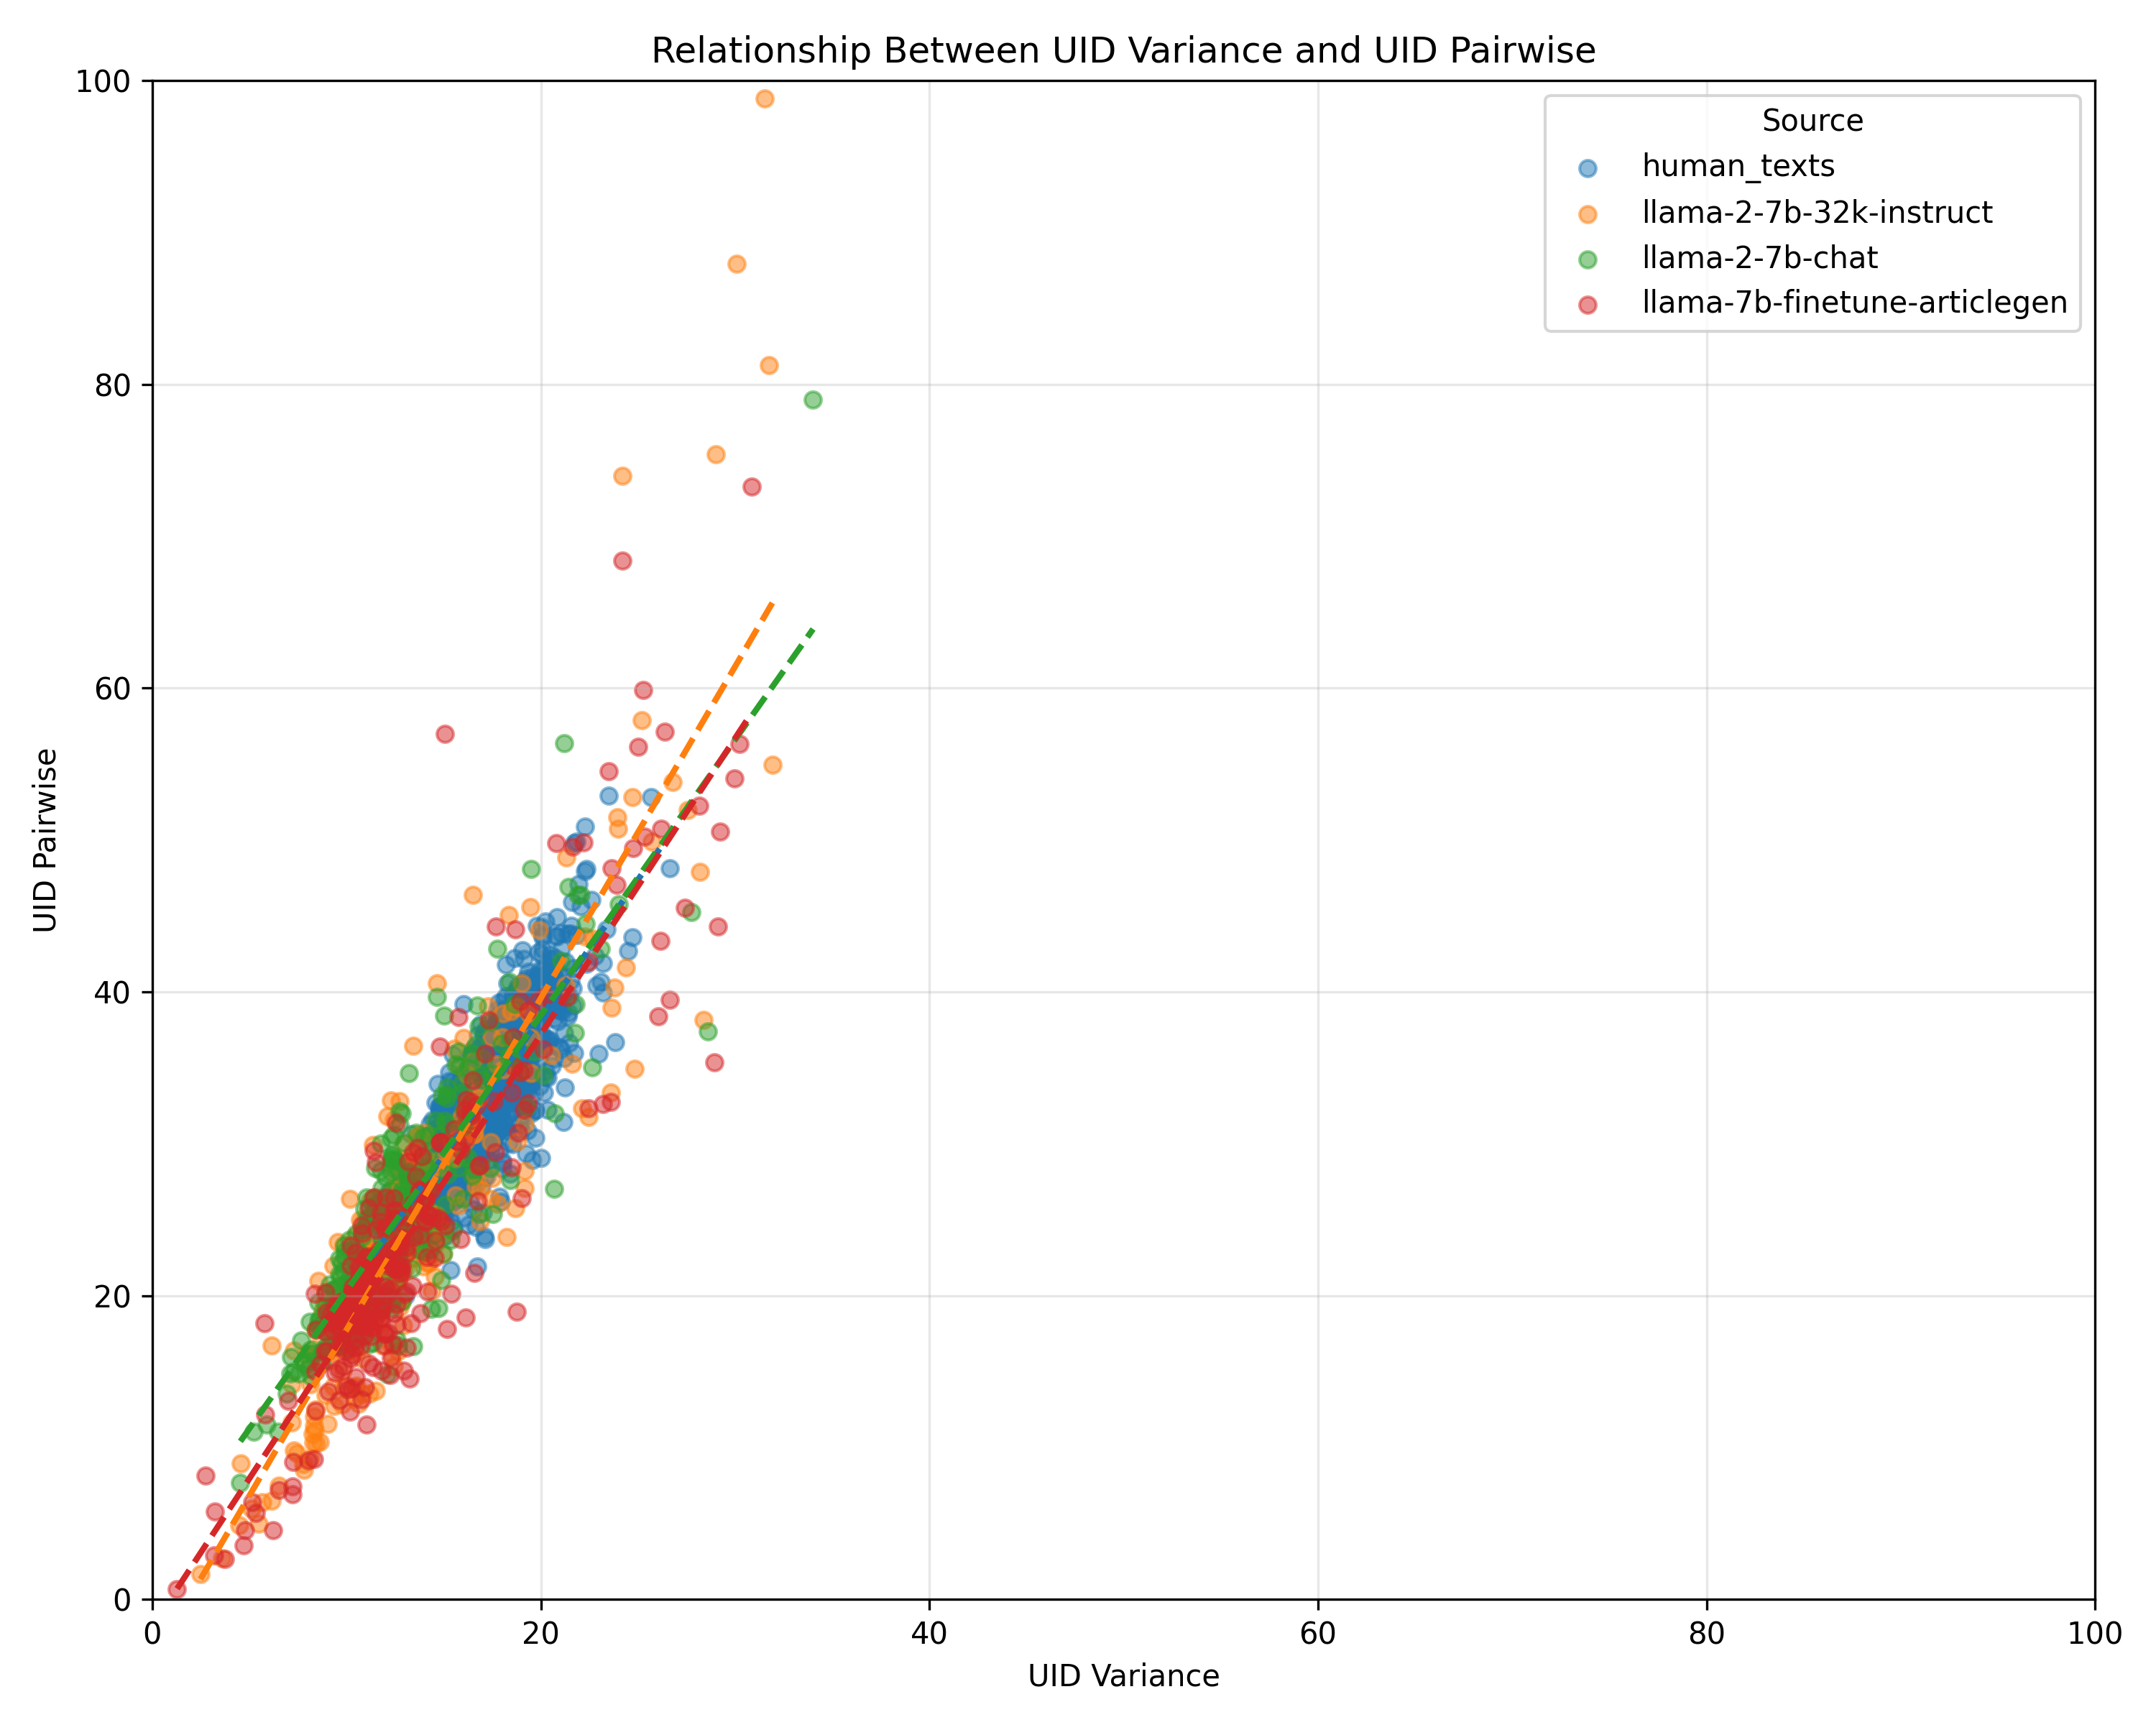 Relationship Between UID Variance and UID Pairwise
100
80
60
40
20
0
UID Pairwise
Source
human_texts
llama-2-7b-32k-instruct
llama-2-7b-chat
llama-7b-finetune-articlegen
0 20 40 60 80 100
UID Variance